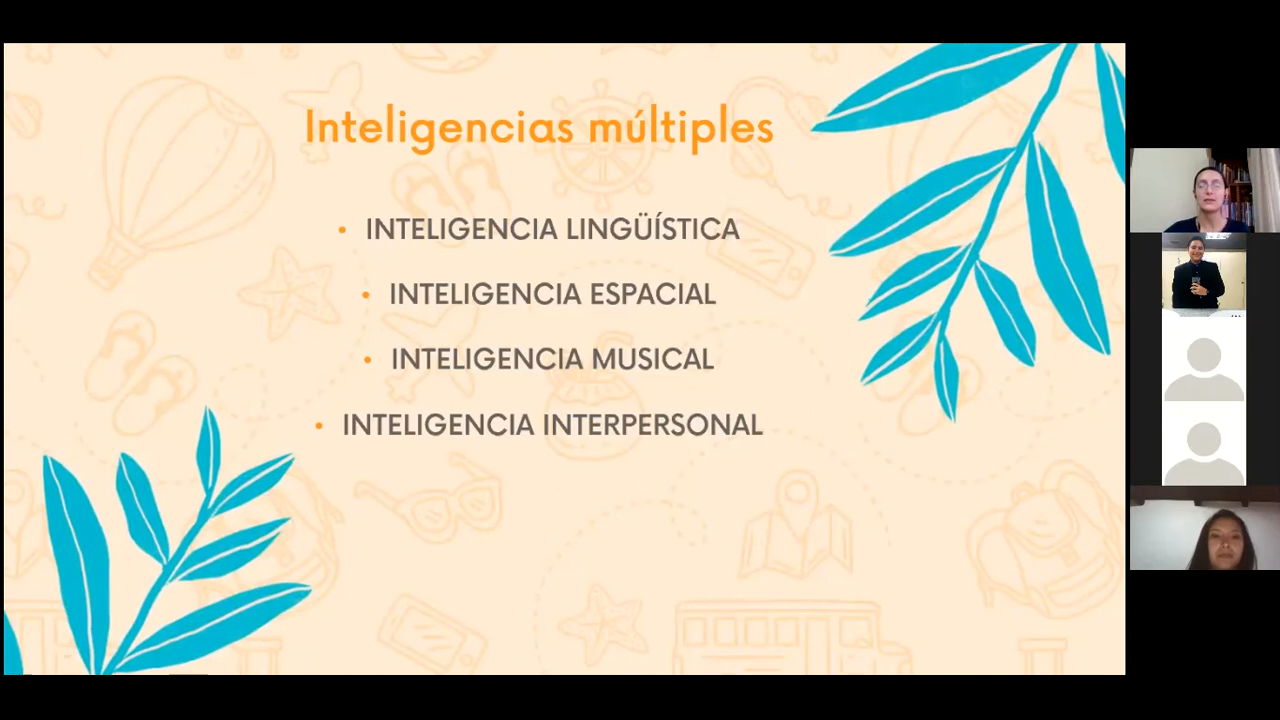 Inteligencias múltiples
• INTELIGENCIA LINGÜÍSTICA
• INTELIGENCIA ESPACIAL
• INTELIGENCIA MUSICAL
• INTELIGENCIA INTERPERSONAL